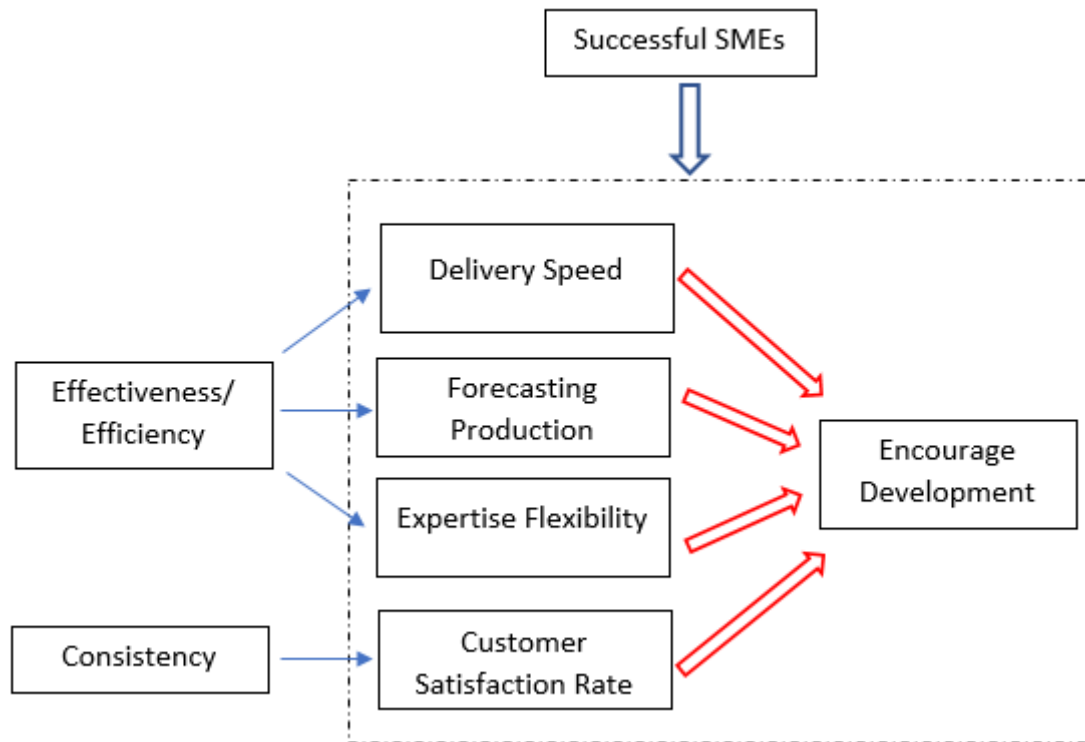 Successful SMEs
Delivery Speed
Effectiveness/
Efficiency
Forecasting
Production
Encourage
Development
Expertise Flexibility
Consistency
Customer
Satisfaction Rate